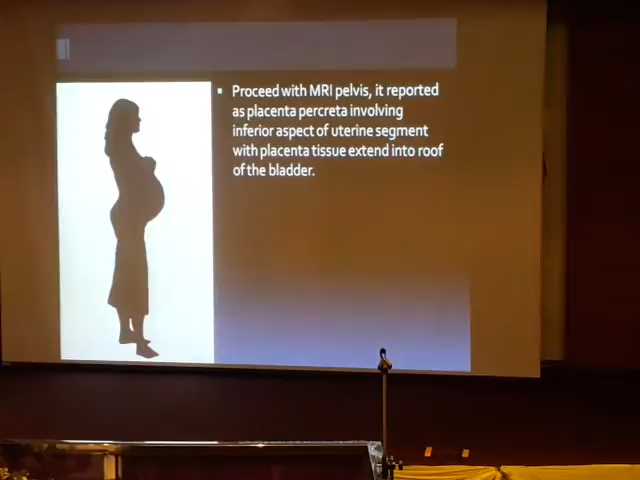 Proceed with MRI pelvis, it reported
as placenta percreta involving
inferior aspect of uterine segment
with placenta tissue extend into roof
of the bladder.